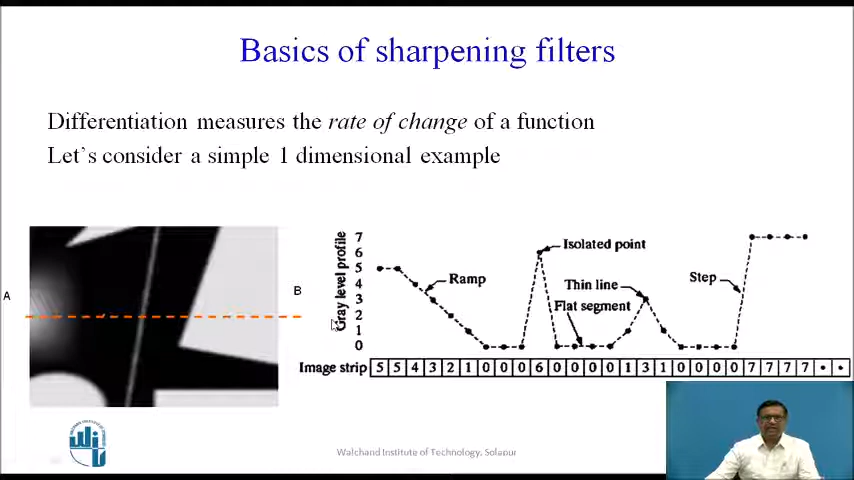 Basics of sharpening filters
Differentiation measures the rate of change of a function
Let's consider a simple 1 dimensional example
A
B
Gray level profile
7
6
5
4
3
2
1
0
Ramp
Isolated point
Thin line
Flat segment
Step
Image strip 5 5 4 3 2 1 0 0 0 6 0 0 0 0 1 3 1 0 0 0 0 7 7 7 7 • •
Walchand Institute of Technology, Solapur